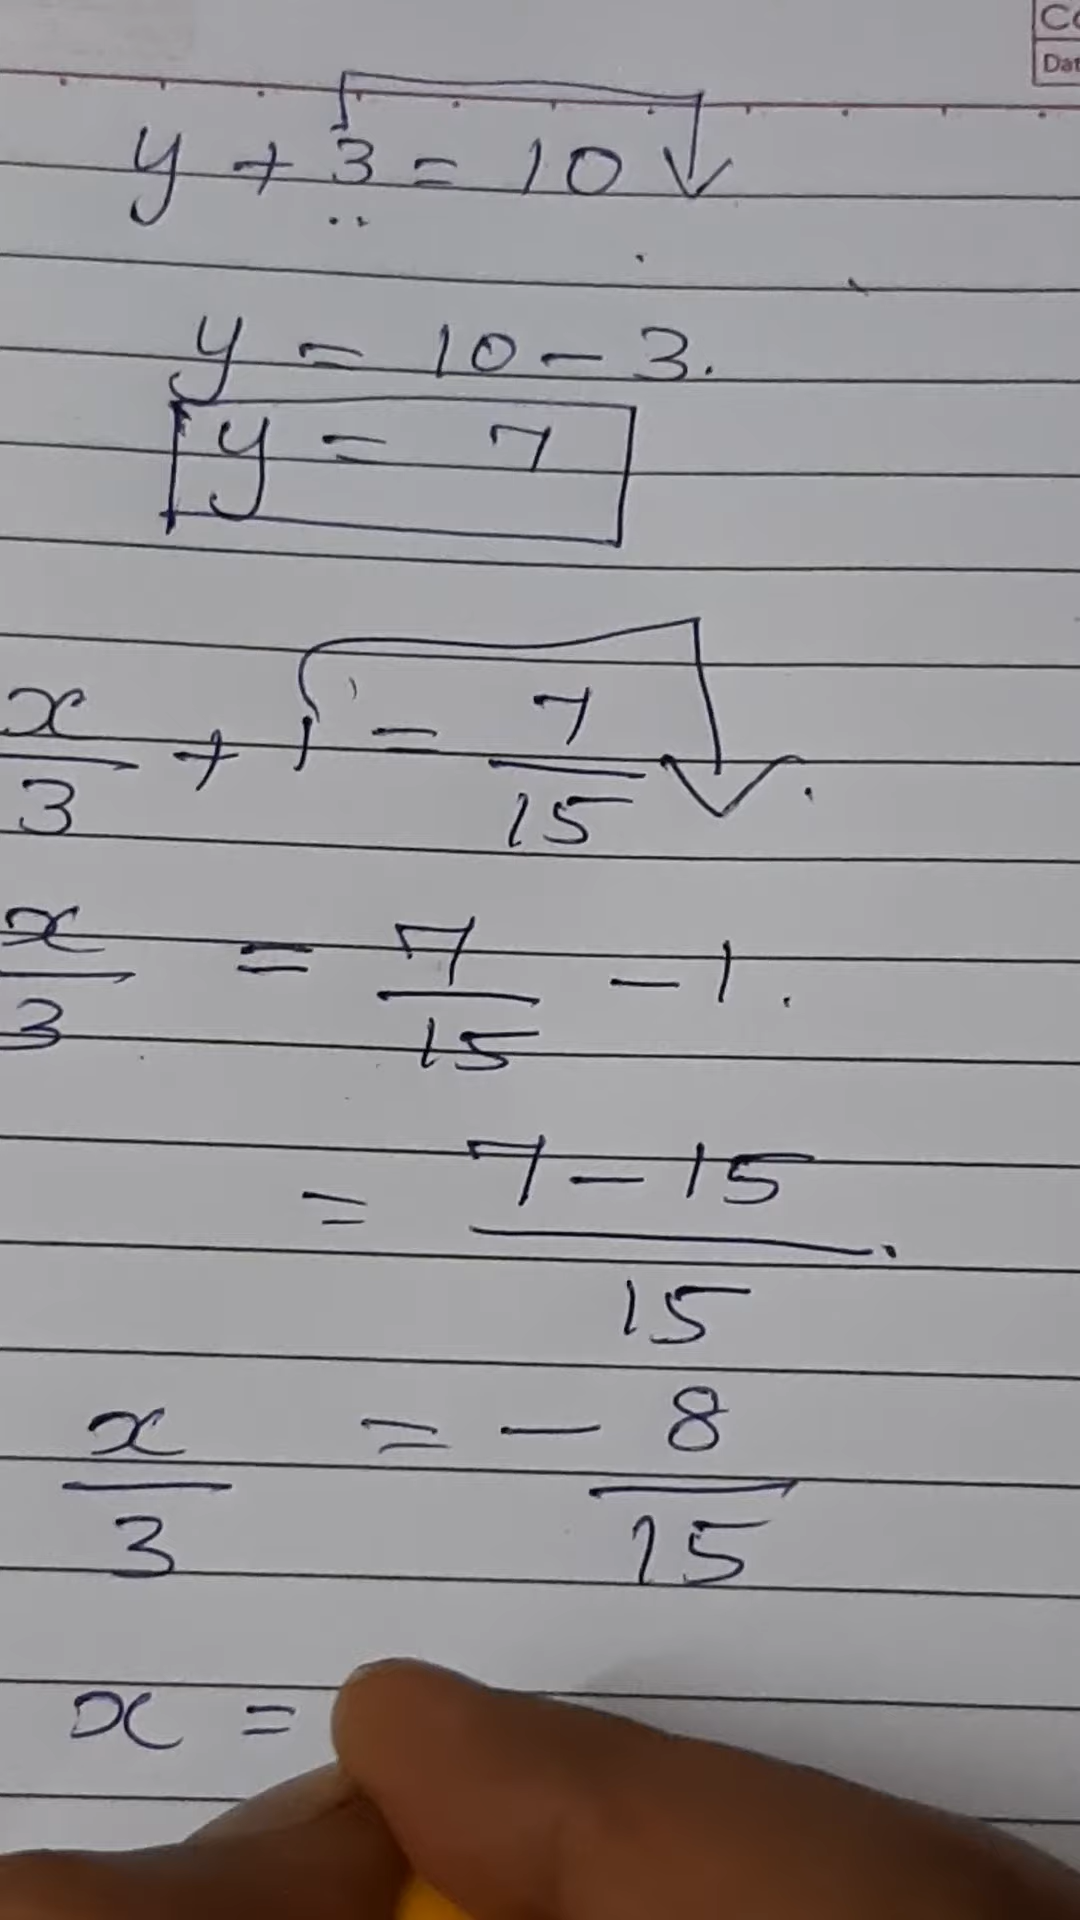 y + 3 = 10
y = 10 - 3.
y = 7
x/3 + 1 = 7/15 .
x/3 = 7/15 - 1 .
= 7 - 15 / 15 .
x/3 = - 8/15
x =